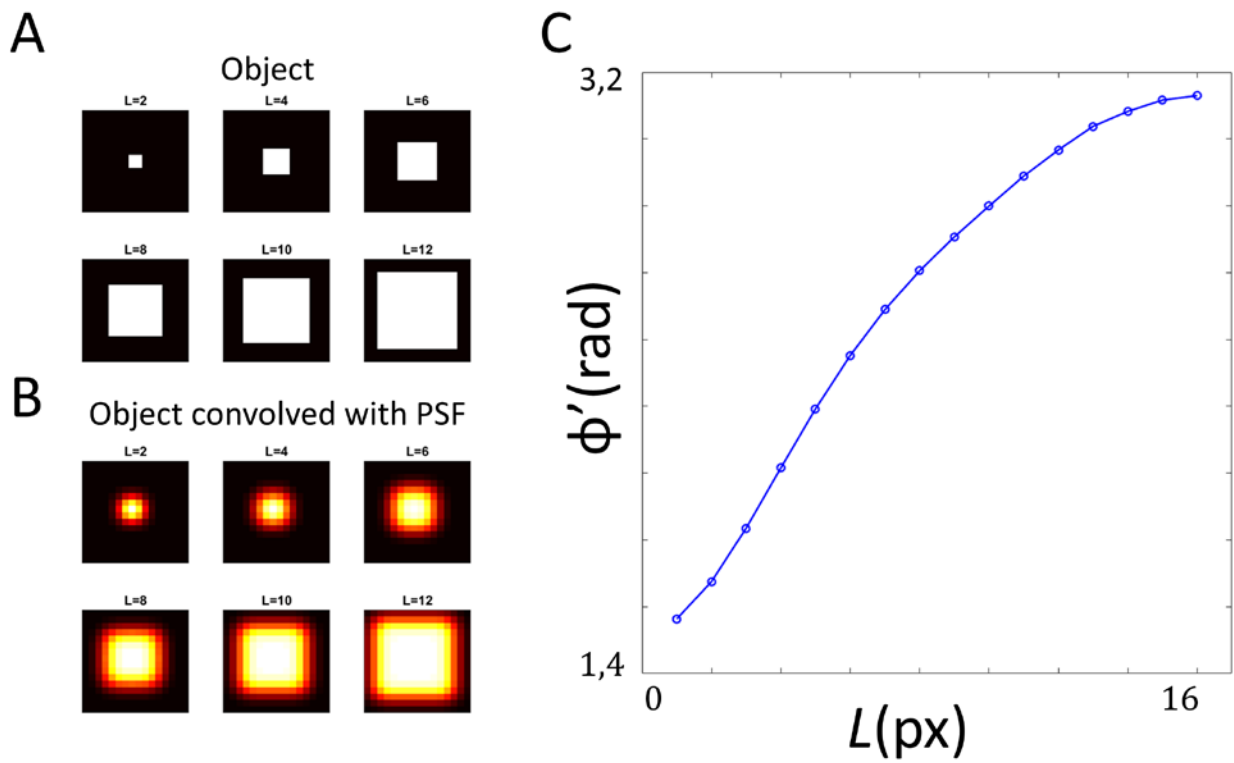 A
Object
L=2 L=4 L=6
L=8 L=10 L=12
B
Object convolved with PSF
L=2 L=4 L=6
L=8 L=10 L=12
C
3,2
ϕ’(rad)
1,4
0 16
L(px)